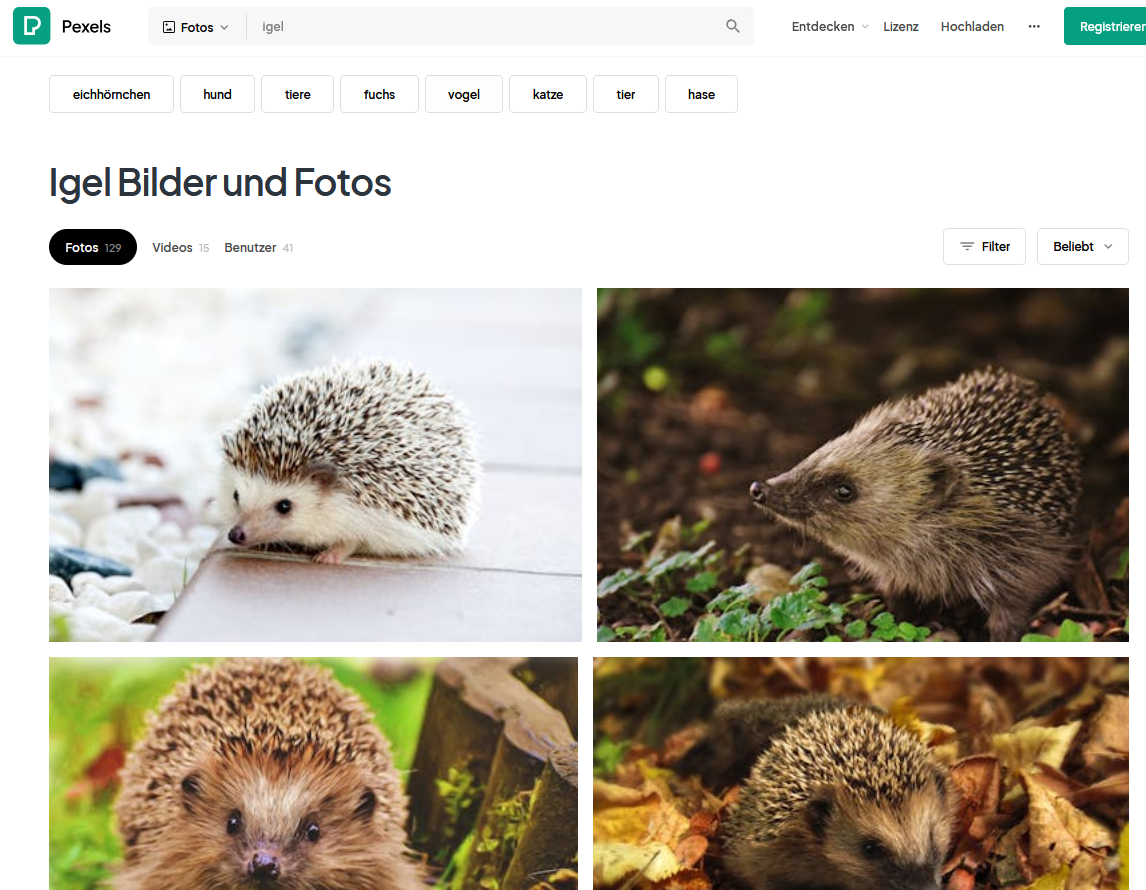 Pexels Fotos igel Entdecken Lizenz Hochladen ··· Registrieren
eichhörnchen hund tiere fuchs vogel katze tier hase
Igel Bilder und Fotos
Fotos 129 Videos 15 Benutzer 41 Filter Beliebt